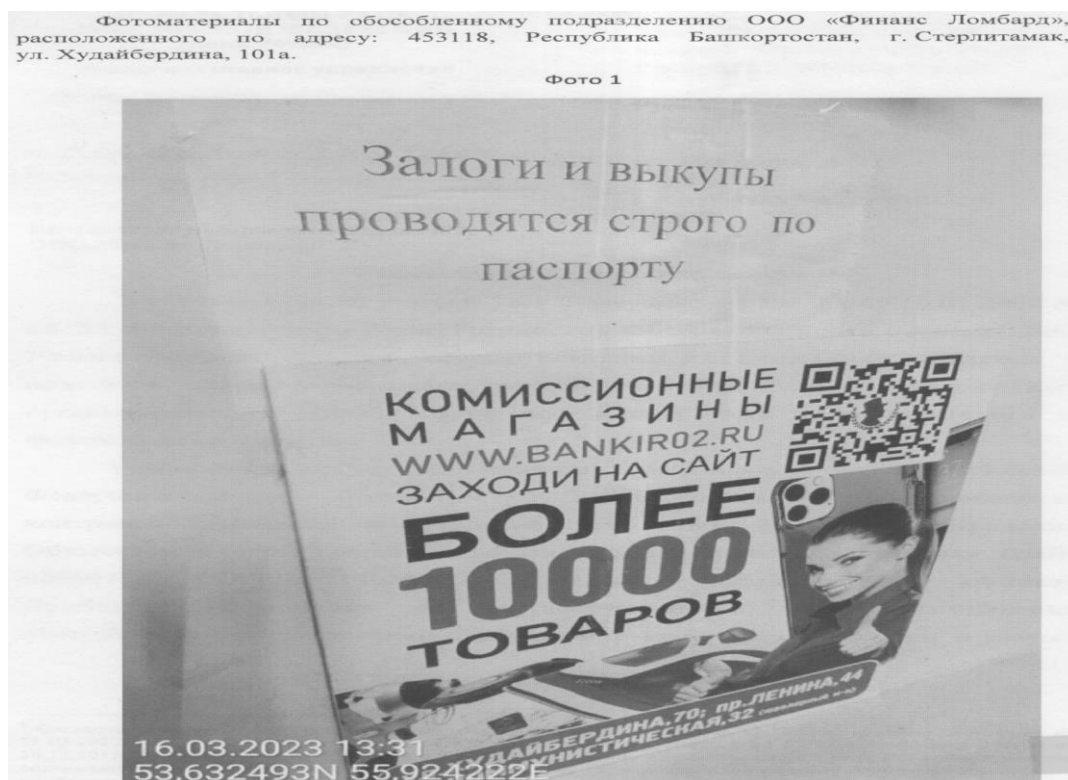 Фотоматериалы по обособленному подразделению ООО «Финанс Ломбард»,
расположенного по адресу: 453118, Республика Башкортостан, г. Стерлитамак,
ул. Худайбердина, 101а.
Фото 1
Залоги и выкупы
проводятся строго по
паспорту
КОМИССИОННЫЕ
МАГАЗИНЫ
WWW.BANKIR02.RU
ЗАХОДИ НА САЙТ
БОЛЕЕ
10000
ТОВАРОВ
ХУДАЙБЕРДИНА,70; пр.ЛЕНИНА,44
КОММУНИСТИЧЕСКАЯ,32
16.03.2023 13:31
53,632493N 55,924222E